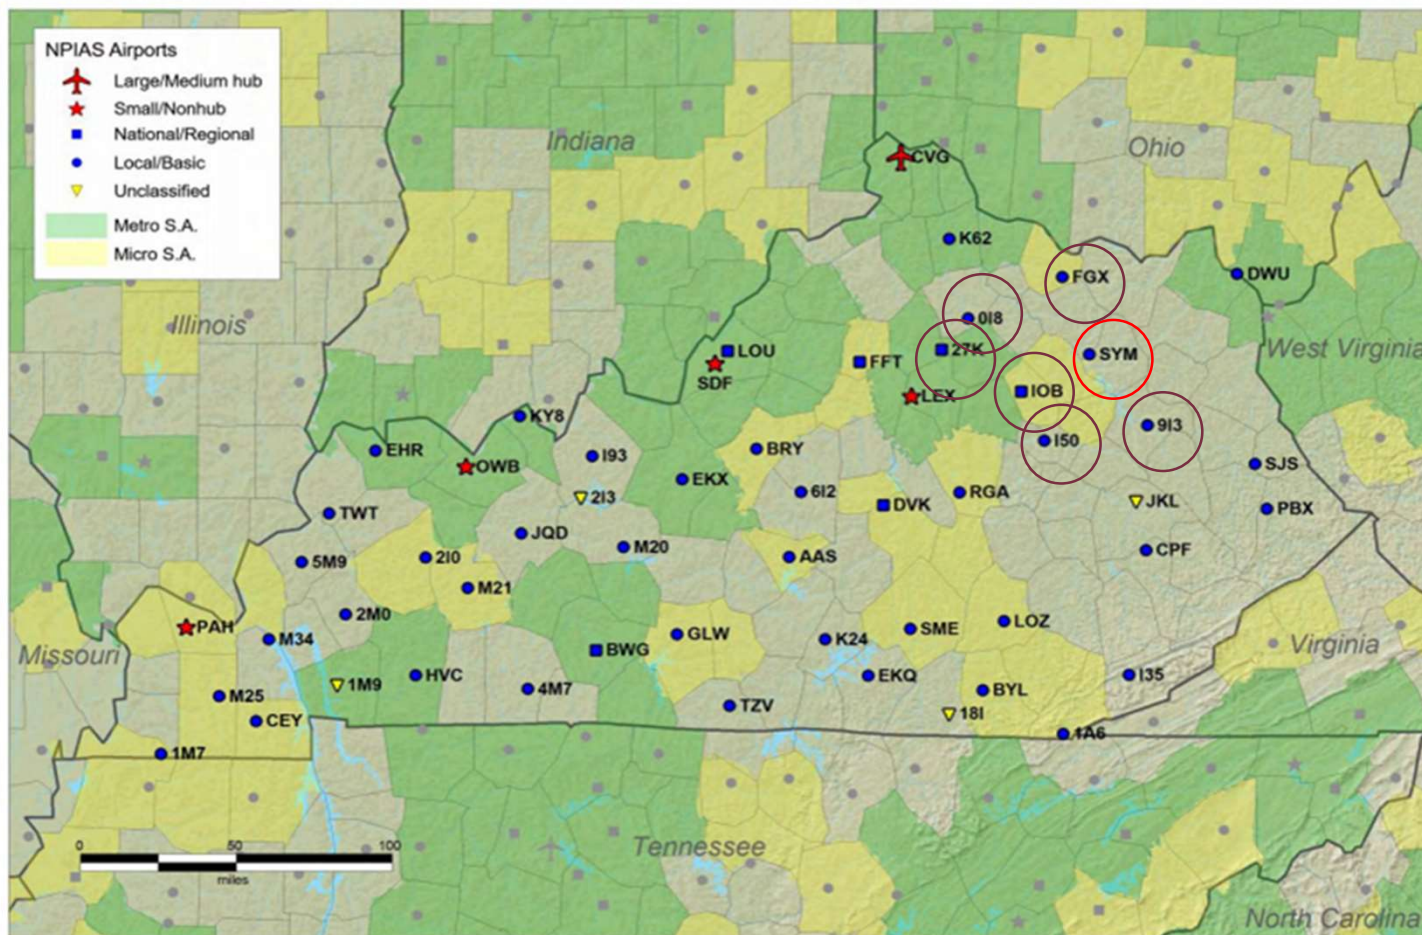 NPIAS Airports
Large/Medium hub
Small/Nonhub
National/Regional
Local/Basic
Unclassified
Metro S.A.
Micro S.A.
Indiana
Ohio
CVG
K62
FGX
DWU
0I8
Illinois
West Virginia
LOU
27K
SYM
SDF
FFT
LEX
IOB
KY8
9I3
EHR
I50
BRY
I93
OWB
SJS
EKX
2I3
6I2
RGA
JKL
DVK
PBX
TWT
JQD
M20
CPF
2I0
AAS
5M9
M21
2M0
LOZ
PAH
SME
GLW
M34
K24
Virginia
BWG
Missouri
HVC
EKQ
I35
1M9
4M7
BYL
M25
TZV
18I
CEY
1A6
1M7
0 50 100
miles
Tennessee
North Carolina